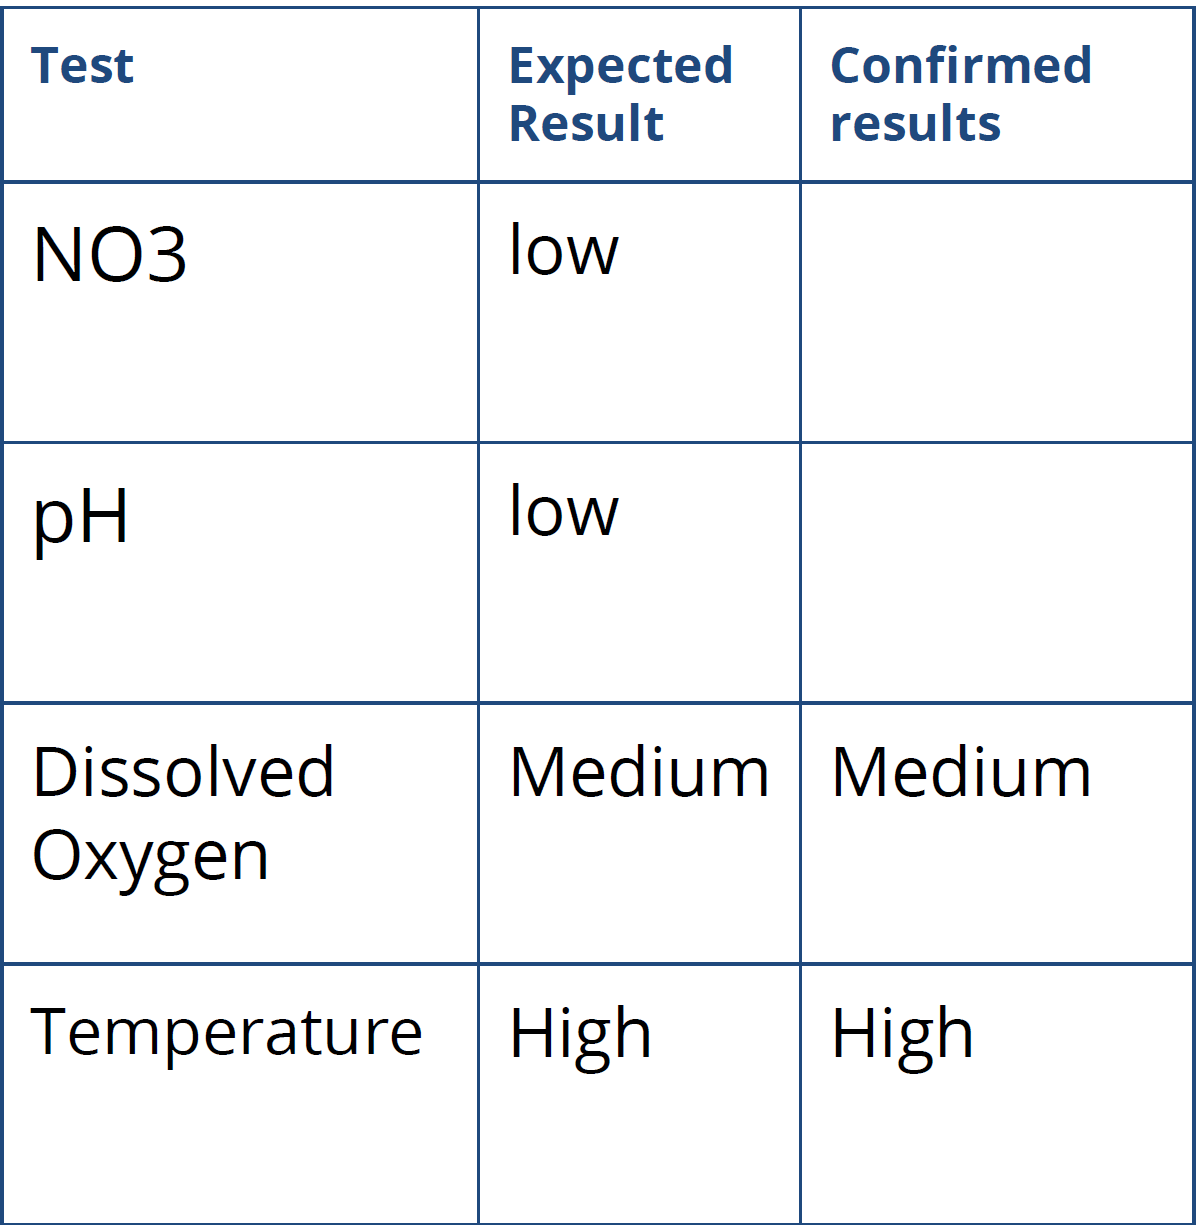 Test
Expected
Result
Confirmed
results
NO3
low
pH
low
Dissolved
Oxygen
Medium
Medium
Temperature
High
High